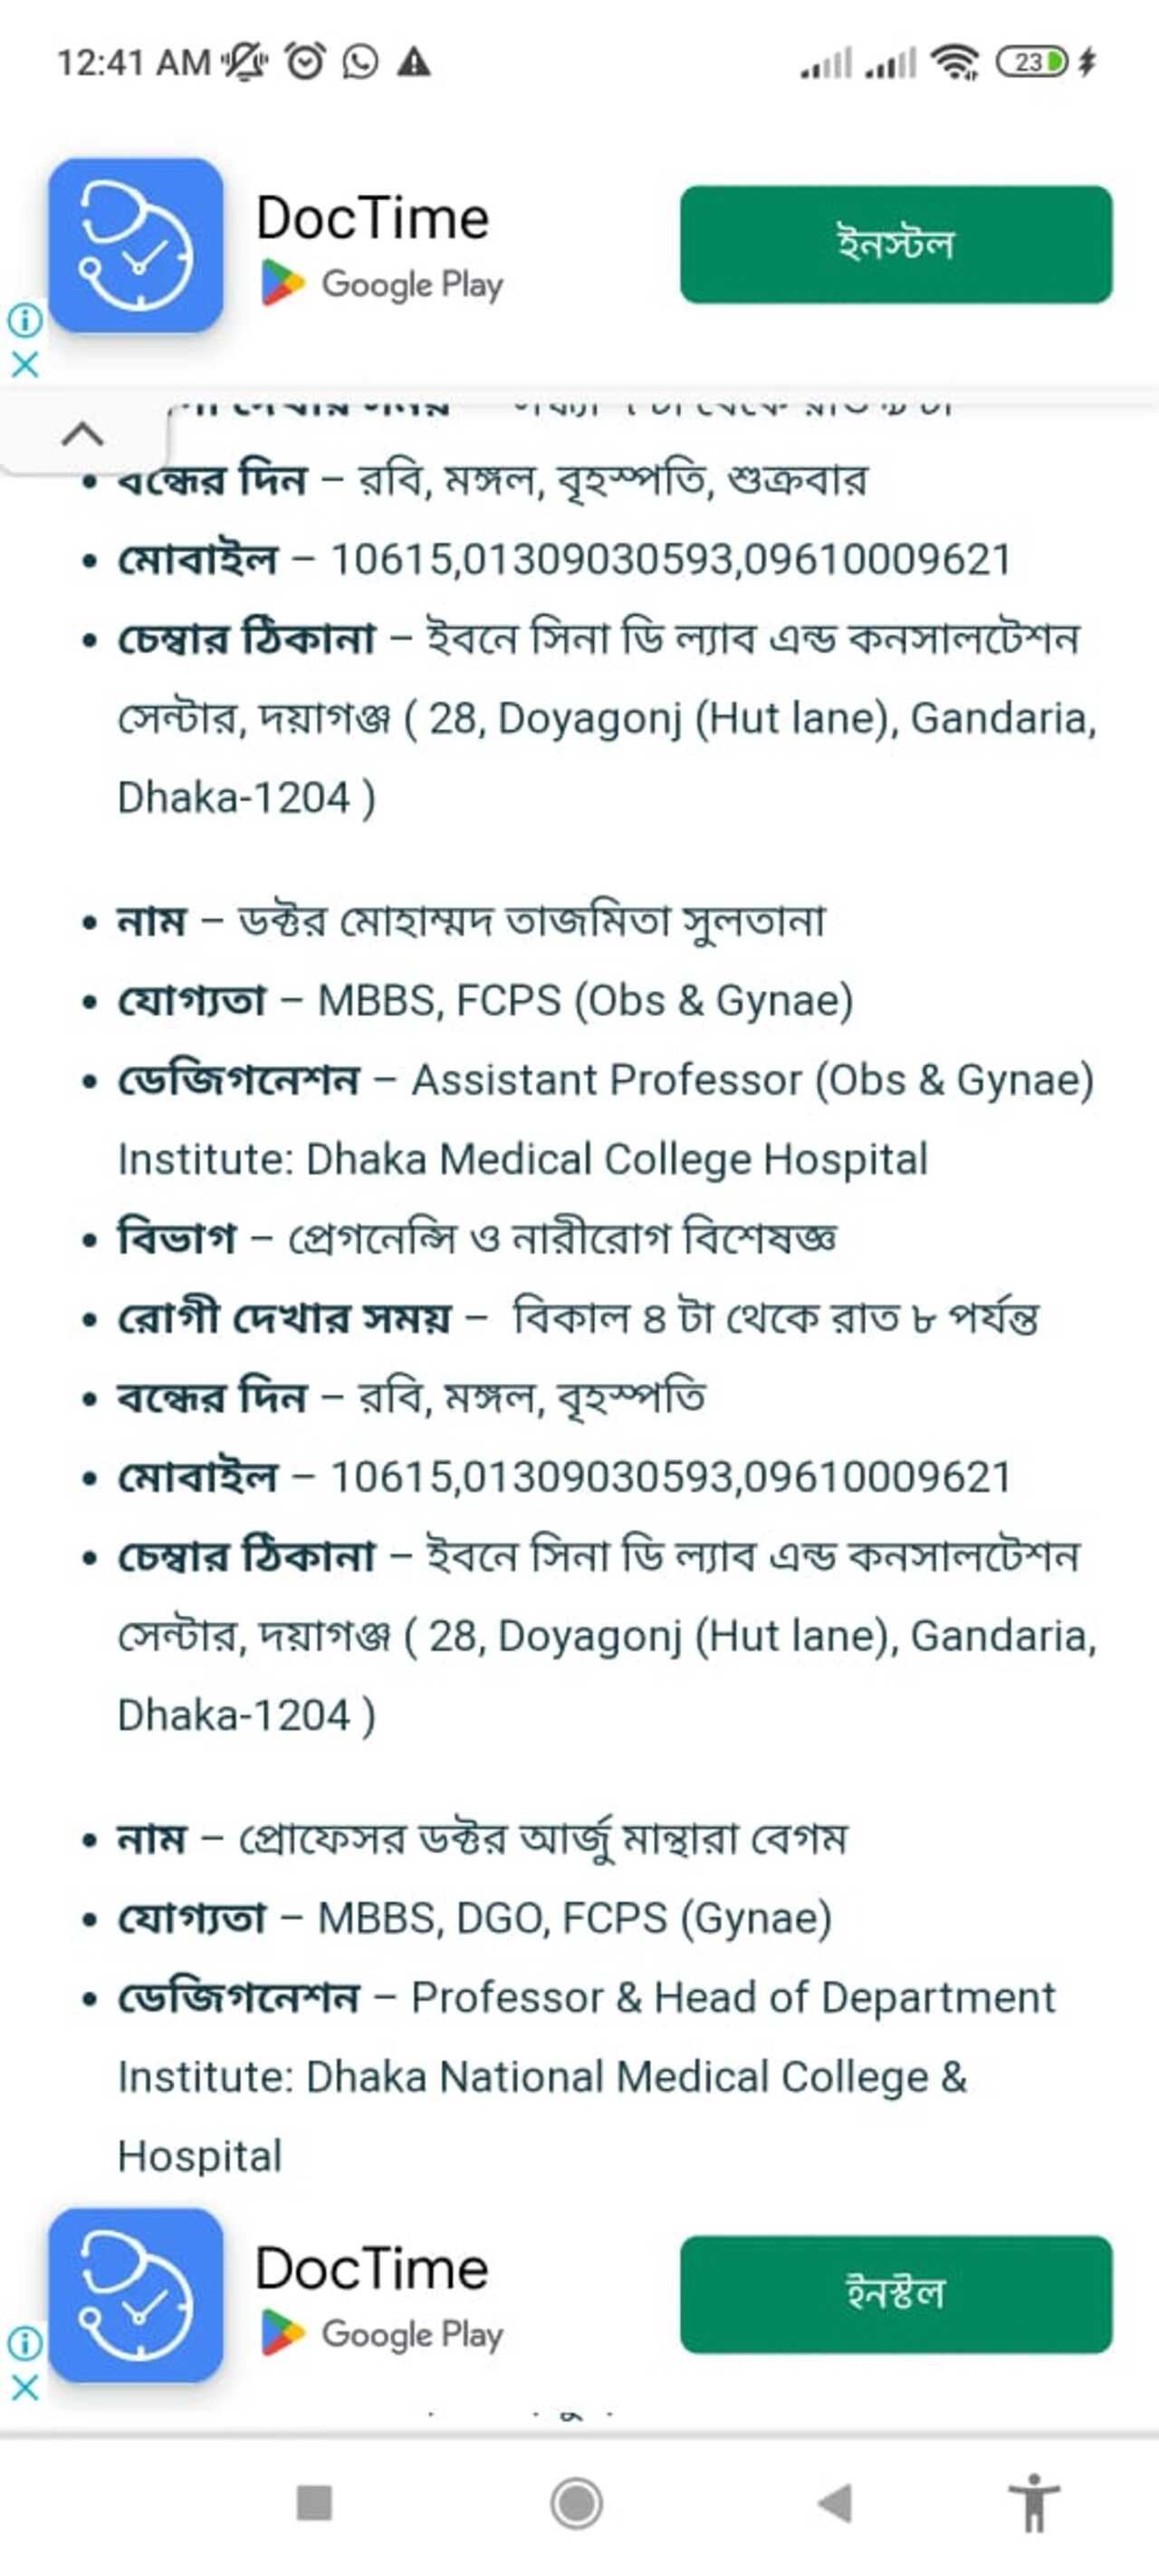 12:41 AM
23
DocTime
Google Play
ইনস্টল
বন্ধের দিন – রবি, মঙ্গল, বৃহস্পতি, শুক্রবার
মোবাইল – 10615,01309030593,09610009621
চেম্বার ঠিকানা – ইবনে সিনা ডি ল্যাব এন্ড কনসালটেশন
সেন্টার, দয়াগঞ্জ ( 28, Doyagonj (Hut lane), Gandaria,
Dhaka-1204 )
নাম – ডক্টর মোহাম্মদ তাজমিতা সুলতানা
যোগ্যতা – MBBS, FCPS (Obs & Gynae)
ডেজিগনেশন – Assistant Professor (Obs & Gynae)
Institute: Dhaka Medical College Hospital
বিভাগ – প্রেগনেন্সি ও নারীরোগ বিশেষজ্ঞ
রোগী দেখার সময় – বিকাল ৪ টা থেকে রাত ৮ পর্যন্ত
বন্ধের দিন – রবি, মঙ্গল, বৃহস্পতি
মোবাইল – 10615,01309030593,09610009621
চেম্বার ঠিকানা – ইবনে সিনা ডি ল্যাব এন্ড কনসালটেশন
সেন্টার, দয়াগঞ্জ ( 28, Doyagonj (Hut lane), Gandaria,
Dhaka-1204 )
নাম – প্রোফেসর ডক্টর আর্জু মান্থারা বেগম
যোগ্যতা – MBBS, DGO, FCPS (Gynae)
ডেজিগনেশন – Professor & Head of Department
Institute: Dhaka National Medical College &
Hospital
DocTime
Google Play
ইনস্টল